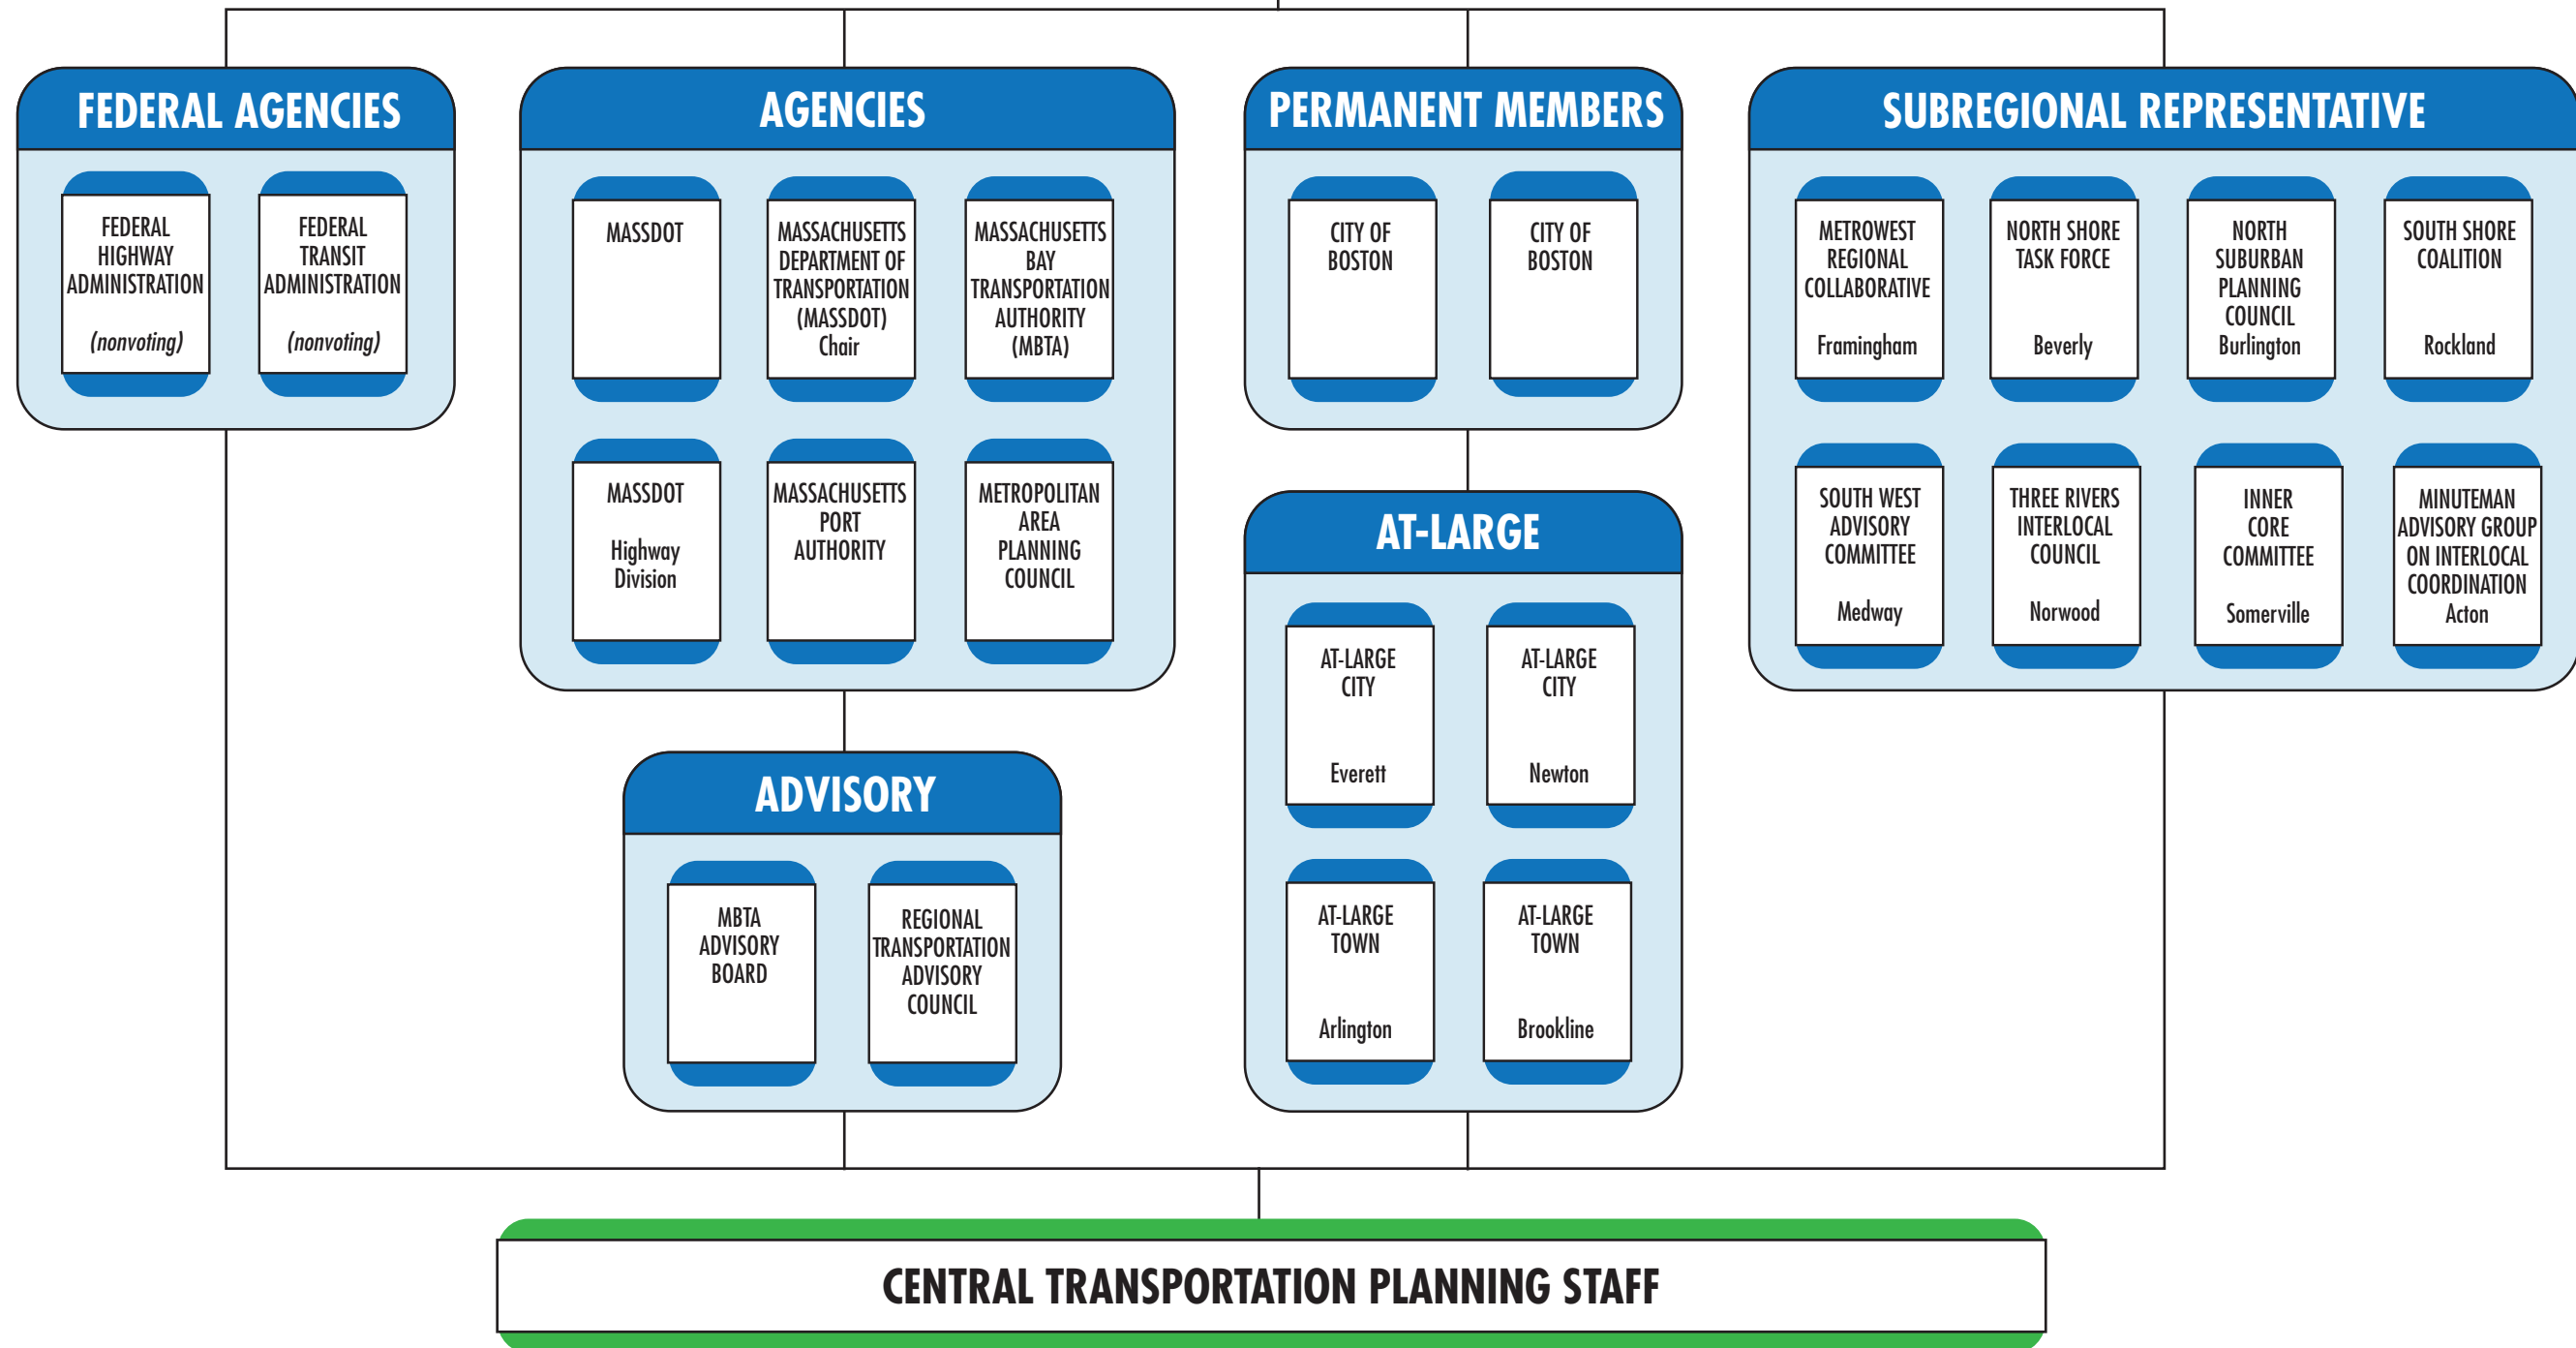 FEDERAL AGENCIES
FEDERAL
HIGHWAY
ADMINISTRATION
(nonvoting)
FEDERAL
TRANSIT
ADMINISTRATION
(nonvoting)
AGENCIES
MASSDOT
MASSACHUSETTS
DEPARTMENT OF
TRANSPORTATION
(MASSDOT)
Chair
MASSACHUSETTS
BAY
TRANSPORTATION
AUTHORITY
(MBTA)
MASSDOT
Highway
Division
MASSACHUSETTS
PORT
AUTHORITY
METROPOLITAN
AREA
PLANNING
COUNCIL
ADVISORY
MBTA
ADVISORY
BOARD
REGIONAL
TRANSPORTATION
ADVISORY
COUNCIL
PERMANENT MEMBERS
CITY OF
BOSTON
CITY OF
BOSTON
AT-LARGE
AT-LARGE
CITY
Everett
AT-LARGE
CITY
Newton
AT-LARGE
TOWN
Arlington
AT-LARGE
TOWN
Brookline
SUBREGIONAL REPRESENTATIVE
METROWEST
REGIONAL
COLLABORATIVE
Framingham
NORTH SHORE
TASK FORCE
Beverly
NORTH
SUBURBAN
PLANNING
COUNCIL
Burlington
SOUTH SHORE
COALITION
Rockland
SOUTH WEST
ADVISORY
COMMITTEE
Medway
THREE RIVERS
INTERLOCAL
COUNCIL
Norwood
INNER
CORE
COMMITTEE
Somerville
MINUTEMAN
ADVISORY GROUP
ON INTERLOCAL
COORDINATION
Acton
CENTRAL TRANSPORTATION PLANNING STAFF